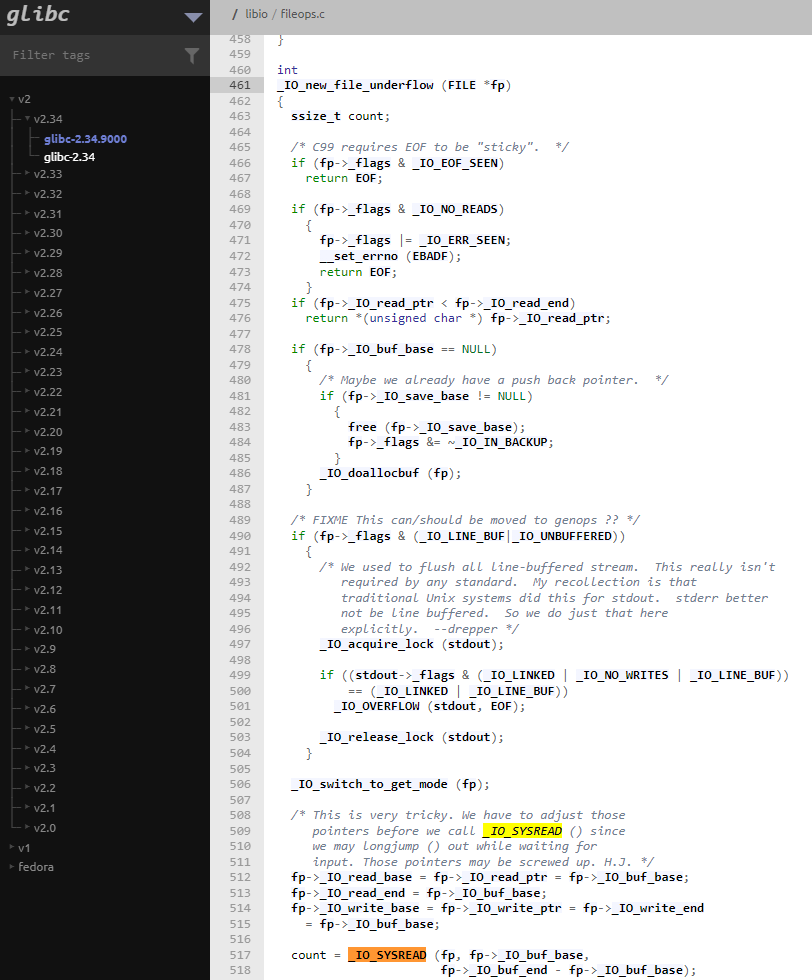 glibc
/ libio / fileops.c
Filter tags
v2
v2.34
glibc-2.34.9000
glibc-2.34
v2.33
v2.32
v2.31
v2.30
v2.29
v2.28
v2.27
v2.26
v2.25
v2.24
v2.23
v2.22
v2.21
v2.20
v2.19
v2.18
v2.17
v2.16
v2.15
v2.14
v2.13
v2.12
v2.11
v2.10
v2.9
v2.8
v2.7
v2.6
v2.5
v2.4
v2.3
v2.2
v2.1
v2.0
v1
fedora
458 }
459
460 int
461 _IO_new_file_underflow (FILE *fp)
462 {
463   ssize_t count;
464
465   /* C99 requires EOF to be "sticky".  */
466   if (fp->_flags & _IO_EOF_SEEN)
467     return EOF;
468
469   if (fp->_flags & _IO_NO_READS)
470     {
471       fp->_flags |= _IO_ERR_SEEN;
472       __set_errno (EBADF);
473       return EOF;
474     }
475   if (fp->_IO_read_ptr < fp->_IO_read_end)
476     return *(unsigned char *) fp->_IO_read_ptr;
477
478   if (fp->_IO_buf_base == NULL)
479     {
480       /* Maybe we already have a push back pointer.  */
481       if (fp->_IO_save_base != NULL)
482         {
483           free (fp->_IO_save_base);
484           fp->_flags &= ~_IO_IN_BACKUP;
485         }
486       _IO_doallocbuf (fp);
487     }
488
489   /* FIXME This can/should be moved to genops ?? */
490   if (fp->_flags & (_IO_LINE_BUF|_IO_UNBUFFERED))
491     {
492       /* We used to flush all line-buffered stream.  This really isn't
493          required by any standard.  My recollection is that
494          traditional Unix systems did this for stdout.  stderr better
495          not be line buffered.  So we do just that here
496          explicitly.  --drepper */
497       _IO_acquire_lock (stdout);
498
499       if ((stdout->_flags & (_IO_LINKED | _IO_NO_WRITES | _IO_LINE_BUF))
500           == (_IO_LINKED | _IO_LINE_BUF))
501         _IO_OVERFLOW (stdout, EOF);
502
503       _IO_release_lock (stdout);
504     }
505
506   _IO_switch_to_get_mode (fp);
507
508   /* This is very tricky. We have to adjust those
509      pointers before we call _IO_SYSREAD () since
510      we may longjump () out while waiting for
511      input. Those pointers may be screwed up. H.J. */
512   fp->_IO_read_base = fp->_IO_read_ptr = fp->_IO_buf_base;
513   fp->_IO_read_end = fp->_IO_buf_base;
514   fp->_IO_write_base = fp->_IO_write_ptr = fp->_IO_write_end
515     = fp->_IO_buf_base;
516
517   count = _IO_SYSREAD (fp, fp->_IO_buf_base,
518                        fp->_IO_buf_end - fp->_IO_buf_base);